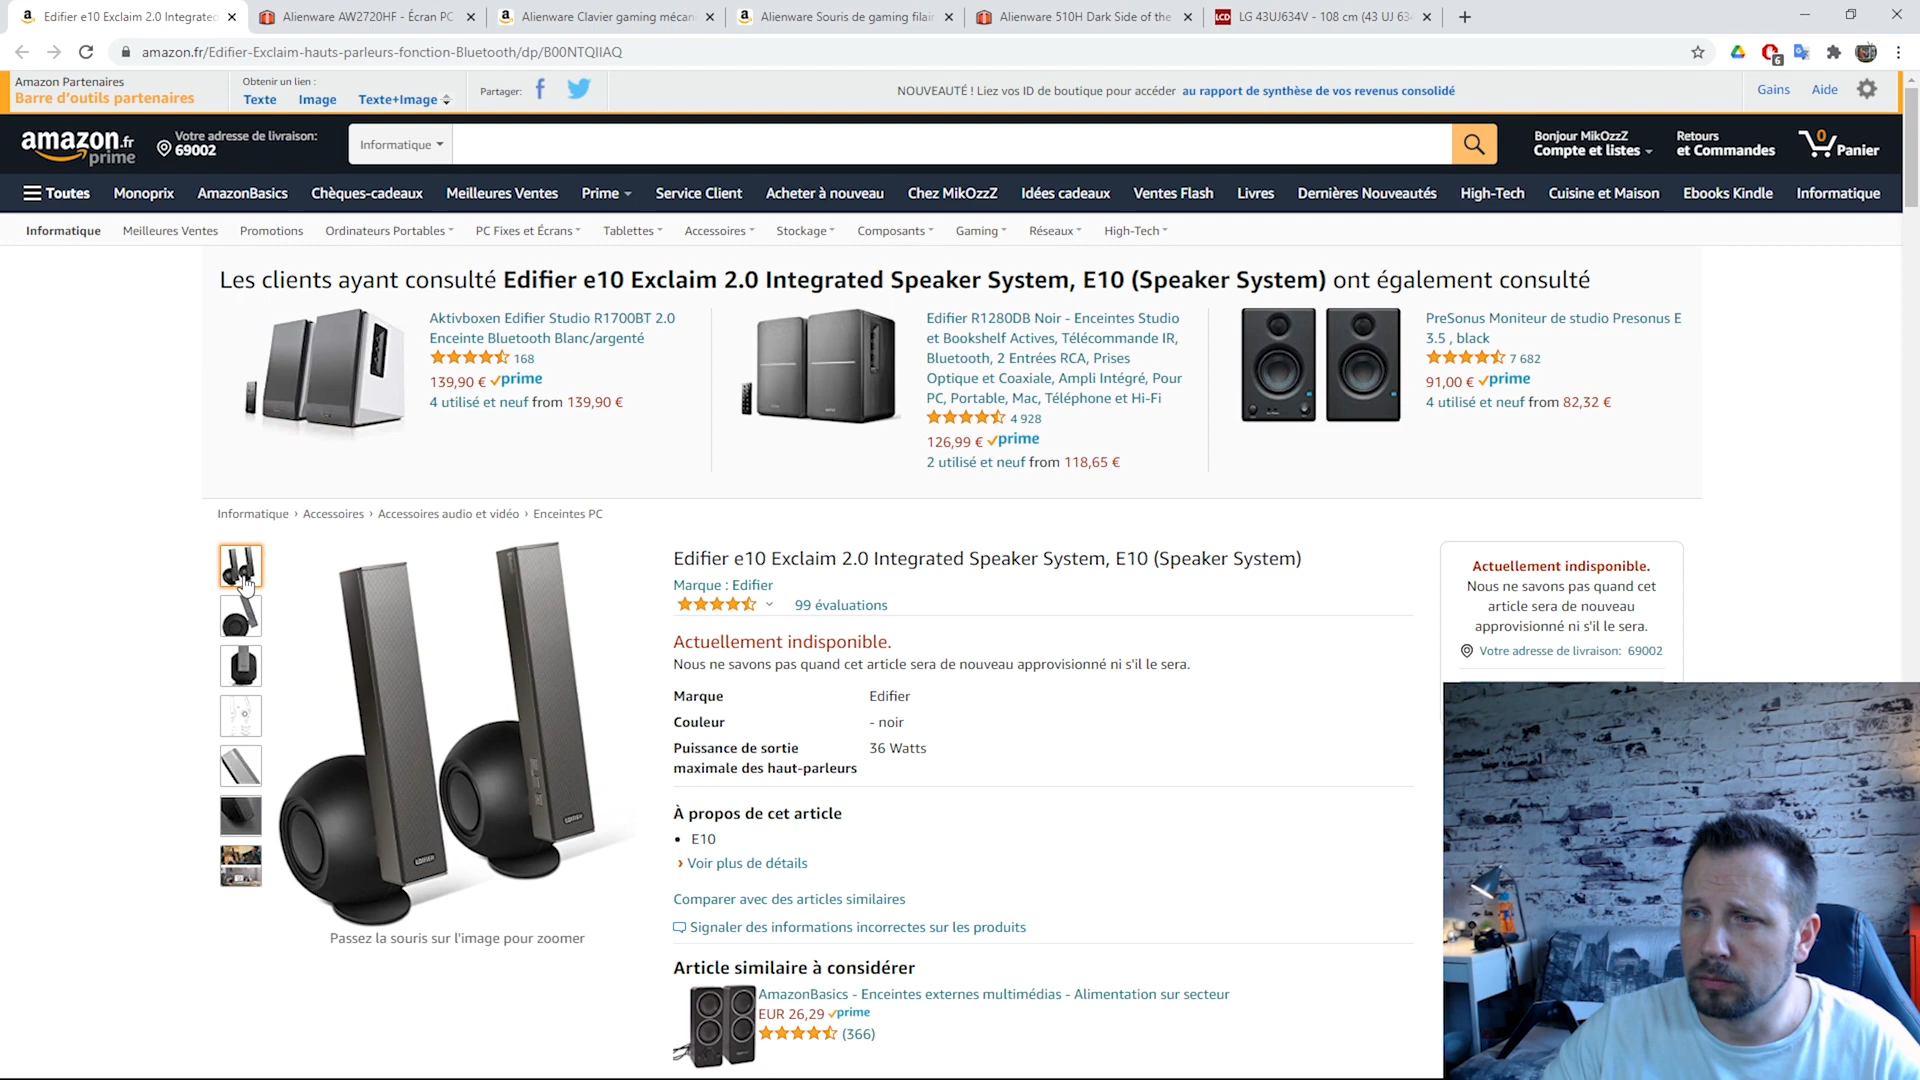 Edifier e10 Exclaim 2.0 Integrated
Alienware AW2720HF - Écran PC
Alienware Clavier gaming mécan
Alienware Souris de gaming filair
Alienware 510H Dark Side of the
LG 43UJ634V - 108 cm (43 UJ 634
amazon.fr/Edifier-Exclaim-hauts-parleurs-fonction-Bluetooth/dp/B00NTQIIAQ
6
Amazon Partenaires
Barre d'outils partenaires
Obtenir un lien :
Texte Image Texte+Image
Partager:
NOUVEAUTÉ ! Liez vos ID de boutique pour accéder au rapport de synthèse de vos revenus consolidé
Gains Aide
amazon.fr
prime
Votre adresse de livraison:
69002
Informatique
Bonjour MikOzzZ
Compte et listes
Retours
et Commandes
0
Panier
Toutes Monoprix AmazonBasics Chèques-cadeaux Meilleures Ventes Prime Service Client Acheter à nouveau Chez MikOzzZ Idées cadeaux Ventes Flash Livres Dernières Nouveautés High-Tech Cuisine et Maison Ebooks Kindle Informatique
Informatique Meilleures Ventes Promotions Ordinateurs Portables PC Fixes et Écrans Tablettes Accessoires Stockage Composants Gaming Réseaux High-Tech
Les clients ayant consulté Edifier e10 Exclaim 2.0 Integrated Speaker System, E10 (Speaker System) ont également consulté
Aktivboxen Edifier Studio R1700BT 2.0
Enceinte Bluetooth Blanc/argenté
168
139,90 € prime
4 utilisé et neuf from 139,90 €
Edifier R1280DB Noir - Enceintes Studio
et Bookshelf Actives, Télécommande IR,
Bluetooth, 2 Entrées RCA, Prises
Optique et Coaxiale, Ampli Intégré, Pour
PC, Portable, Mac, Téléphone et Hi-Fi
4 928
126,99 € prime
2 utilisé et neuf from 118,65 €
PreSonus Moniteur de studio Presonus E
3.5 , black
7 682
91,00 € prime
4 utilisé et neuf from 82,32 €
Informatique › Accessoires › Accessoires audio et vidéo › Enceintes PC
EDIFIER
EDIFIER
Passez la souris sur l'image pour zoomer
Edifier e10 Exclaim 2.0 Integrated Speaker System, E10 (Speaker System)
Marque : Edifier
99 évaluations
Actuellement indisponible.
Nous ne savons pas quand cet article sera de nouveau approvisionné ni s'il le sera.
Marque Edifier
Couleur - noir
Puissance de sortie 36 Watts
maximale des haut-parleurs
À propos de cet article
• E10
› Voir plus de détails
Comparer avec des articles similaires
Signaler des informations incorrectes sur les produits
Article similaire à considérer
AmazonBasics - Enceintes externes multimédias - Alimentation sur secteur
EUR 26,29 prime
(366)
Actuellement indisponible.
Nous ne savons pas quand cet
article sera de nouveau
approvisionné ni s'il le sera.
Votre adresse de livraison: 69002